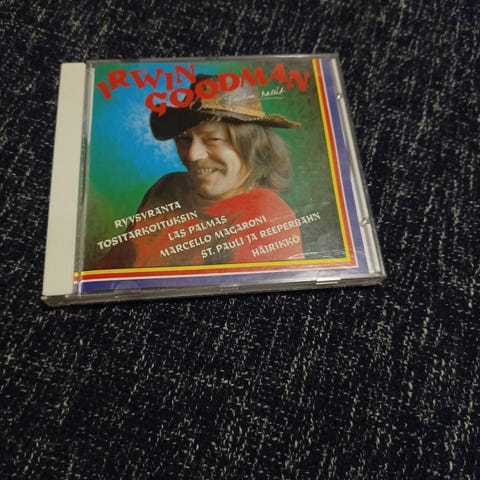 IRWIN
GOODMAN
RYYSYRANTA
TOSITARKOITUKSIN
LAS PALMAS
MARCELLO MAGARONI
ST. PAULI JA REEPERBAHN
HÄIRIKKÖ